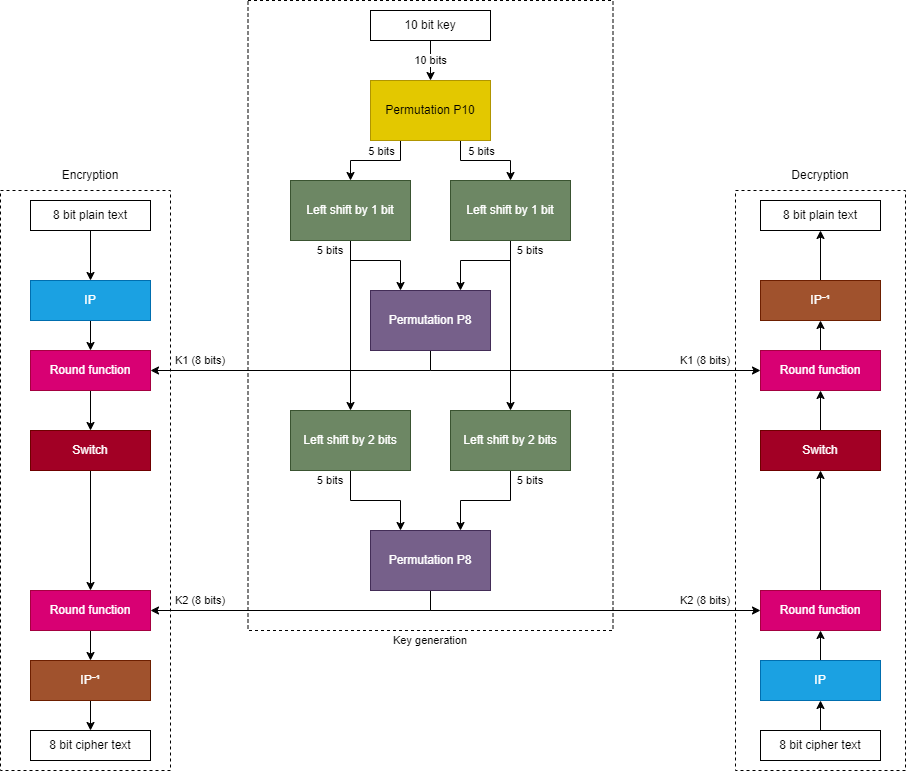 10 bit key
10 bits
Permutation P10
5 bits
5 bits
Encryption
Decryption
8 bit plain text
Left shift by 1 bit
Left shift by 1 bit
8 bit plain text
5 bits
5 bits
IP
Permutation P8
IP⁻¹
K1 (8 bits)
K1 (8 bits)
Round function
Round function
Switch
Left shift by 2 bits
Left shift by 2 bits
Switch
5 bits
5 bits
Permutation P8
K2 (8 bits)
K2 (8 bits)
Round function
Round function
Key generation
IP⁻¹
IP
8 bit cipher text
8 bit cipher text